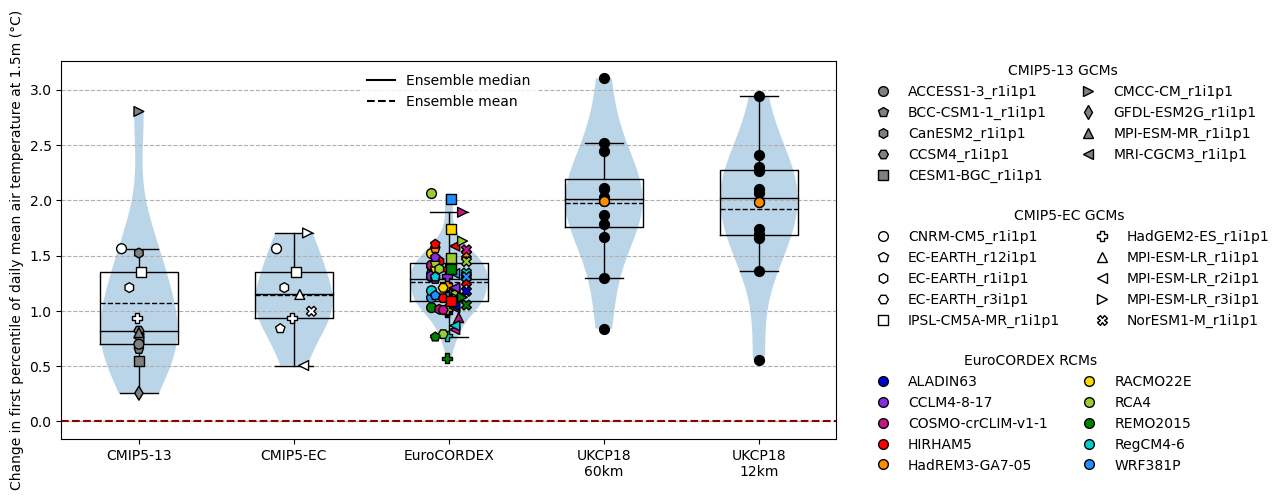 Change in first percentile of daily mean air temperature at 1.5m (°C)
3.0
2.5
2.0
1.5
1.0
0.5
0.0
Ensemble median
Ensemble mean
CMIP5-13
CMIP5-EC
EuroCORDEX
UKCP18
60km
UKCP18
12km
CMIP5-13 GCMs
ACCESS1-3_r1i1p1
BCC-CSM1-1_r1i1p1
CanESM2_r1i1p1
CCSM4_r1i1p1
CESM1-BGC_r1i1p1
CMCC-CM_r1i1p1
GFDL-ESM2G_r1i1p1
MPI-ESM-MR_r1i1p1
MRI-CGCM3_r1i1p1
CMIP5-EC GCMs
CNRM-CM5_r1i1p1
EC-EARTH_r12i1p1
EC-EARTH_r1i1p1
EC-EARTH_r3i1p1
IPSL-CM5A-MR_r1i1p1
HadGEM2-ES_r1i1p1
MPI-ESM-LR_r1i1p1
MPI-ESM-LR_r2i1p1
MPI-ESM-LR_r3i1p1
NorESM1-M_r1i1p1
EuroCORDEX RCMs
ALADIN63
CCLM4-8-17
COSMO-crCLIM-v1-1
HIRHAM5
HadREM3-GA7-05
RACMO22E
RCA4
REMO2015
RegCM4-6
WRF381P